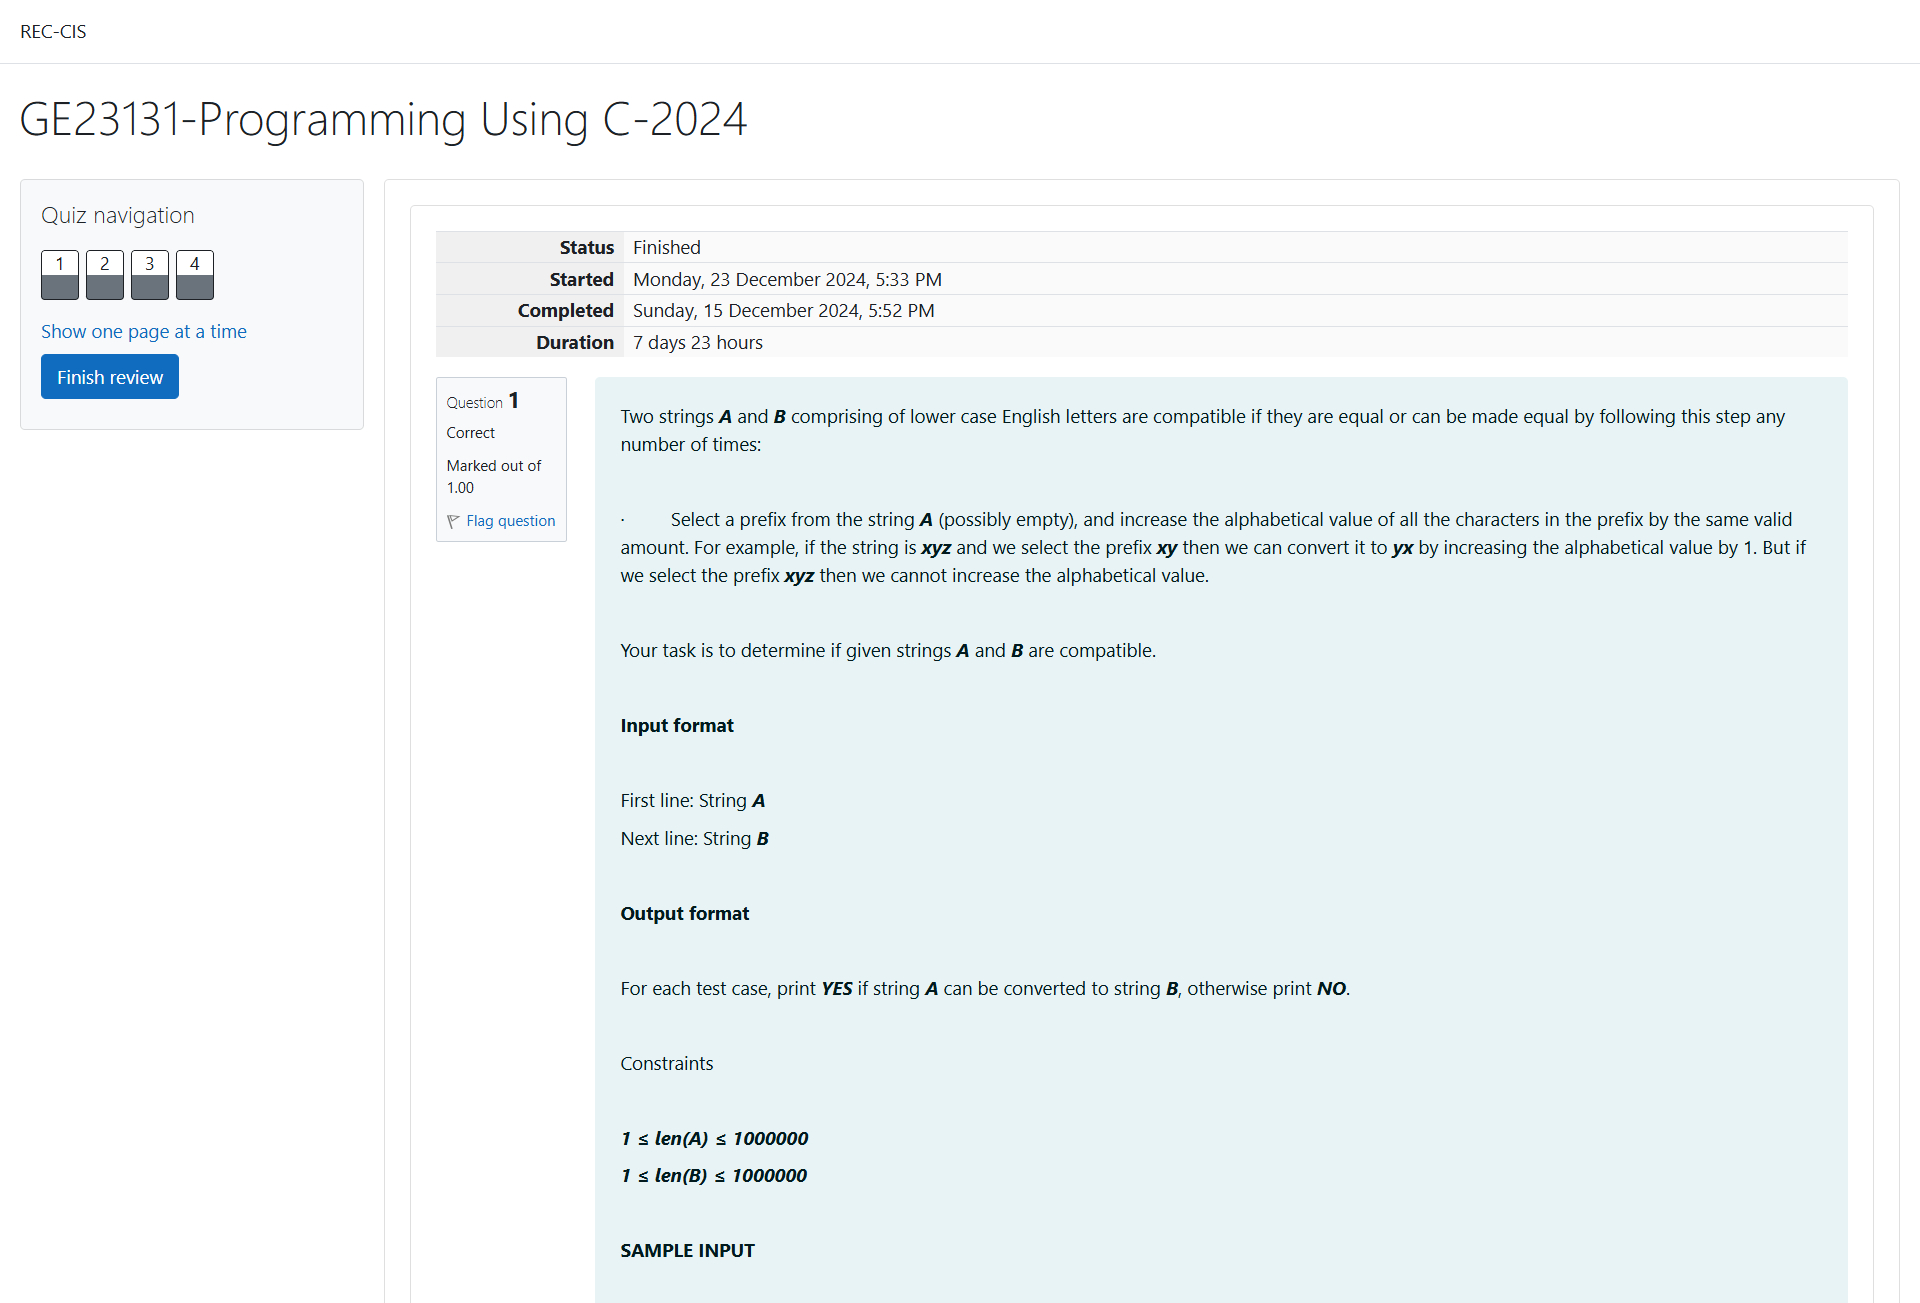 REC-CIS
GE23131-Programming Using C-2024
Quiz navigation
1 2 3 4
Show one page at a time
Finish review
Status Finished
Started Monday, 23 December 2024, 5:33 PM
Completed Sunday, 15 December 2024, 5:52 PM
Duration 7 days 23 hours
Question 1
Correct
Marked out of
1.00
Flag question
Two strings A and B comprising of lower case English letters are compatible if they are equal or can be made equal by following this step any
number of times:
· Select a prefix from the string A (possibly empty), and increase the alphabetical value of all the characters in the prefix by the same valid
amount. For example, if the string is xyz and we select the prefix xy then we can convert it to yx by increasing the alphabetical value by 1. But if
we select the prefix xyz then we cannot increase the alphabetical value.
Your task is to determine if given strings A and B are compatible.
Input format
First line: String A
Next line: String B
Output format
For each test case, print YES if string A can be converted to string B, otherwise print NO.
Constraints
1 ≤ len(A) ≤ 1000000
1 ≤ len(B) ≤ 1000000
SAMPLE INPUT